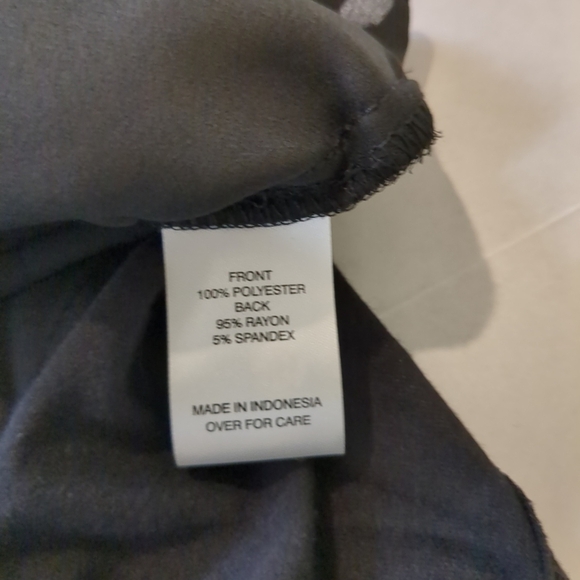 FRONT
100% POLYESTER
BACK
95% RAYON
5% SPANDEX
MADE IN INDONESIA
OVER FOR CARE